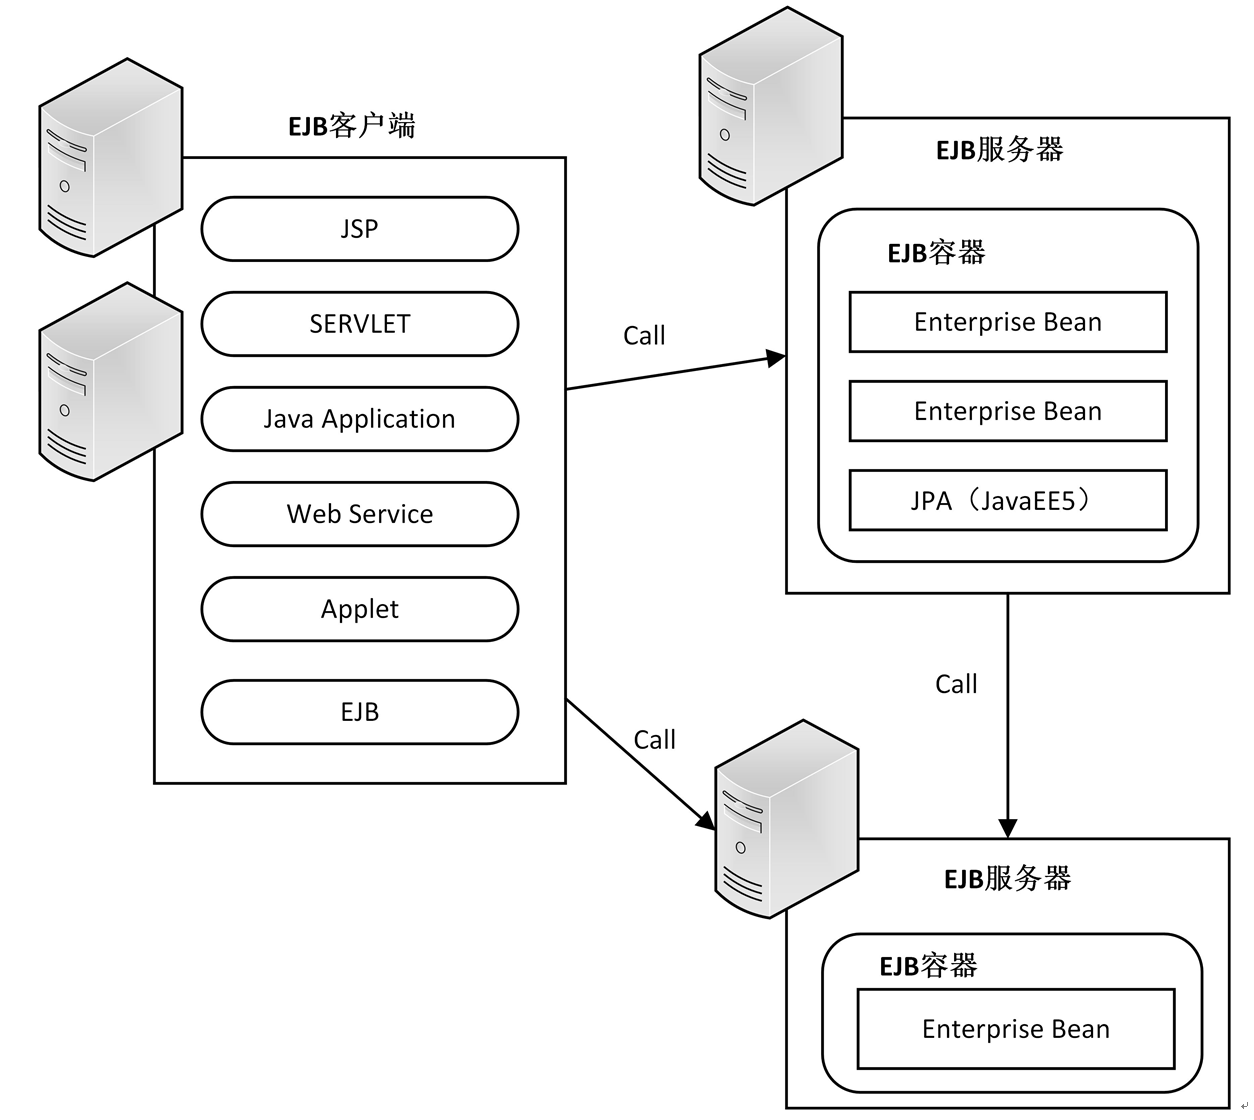 EJB客户端
JSP
SERVLET
Java Application
Web Service
Applet
EJB
Call
Call
EJB服务器
EJB容器
Enterprise Bean
Enterprise Bean
JPA（JavaEE5）
Call
EJB服务器
EJB容器
Enterprise Bean